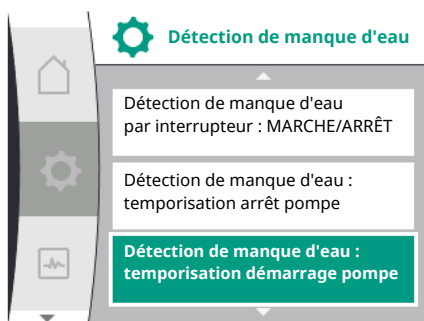 Détection de manque d'eau
Détection de manque d'eau
par interrupteur : MARCHE/ARRÊT
Détection de manque d'eau :
temporisation arrêt pompe
Détection de manque d'eau :
temporisation démarrage pompe